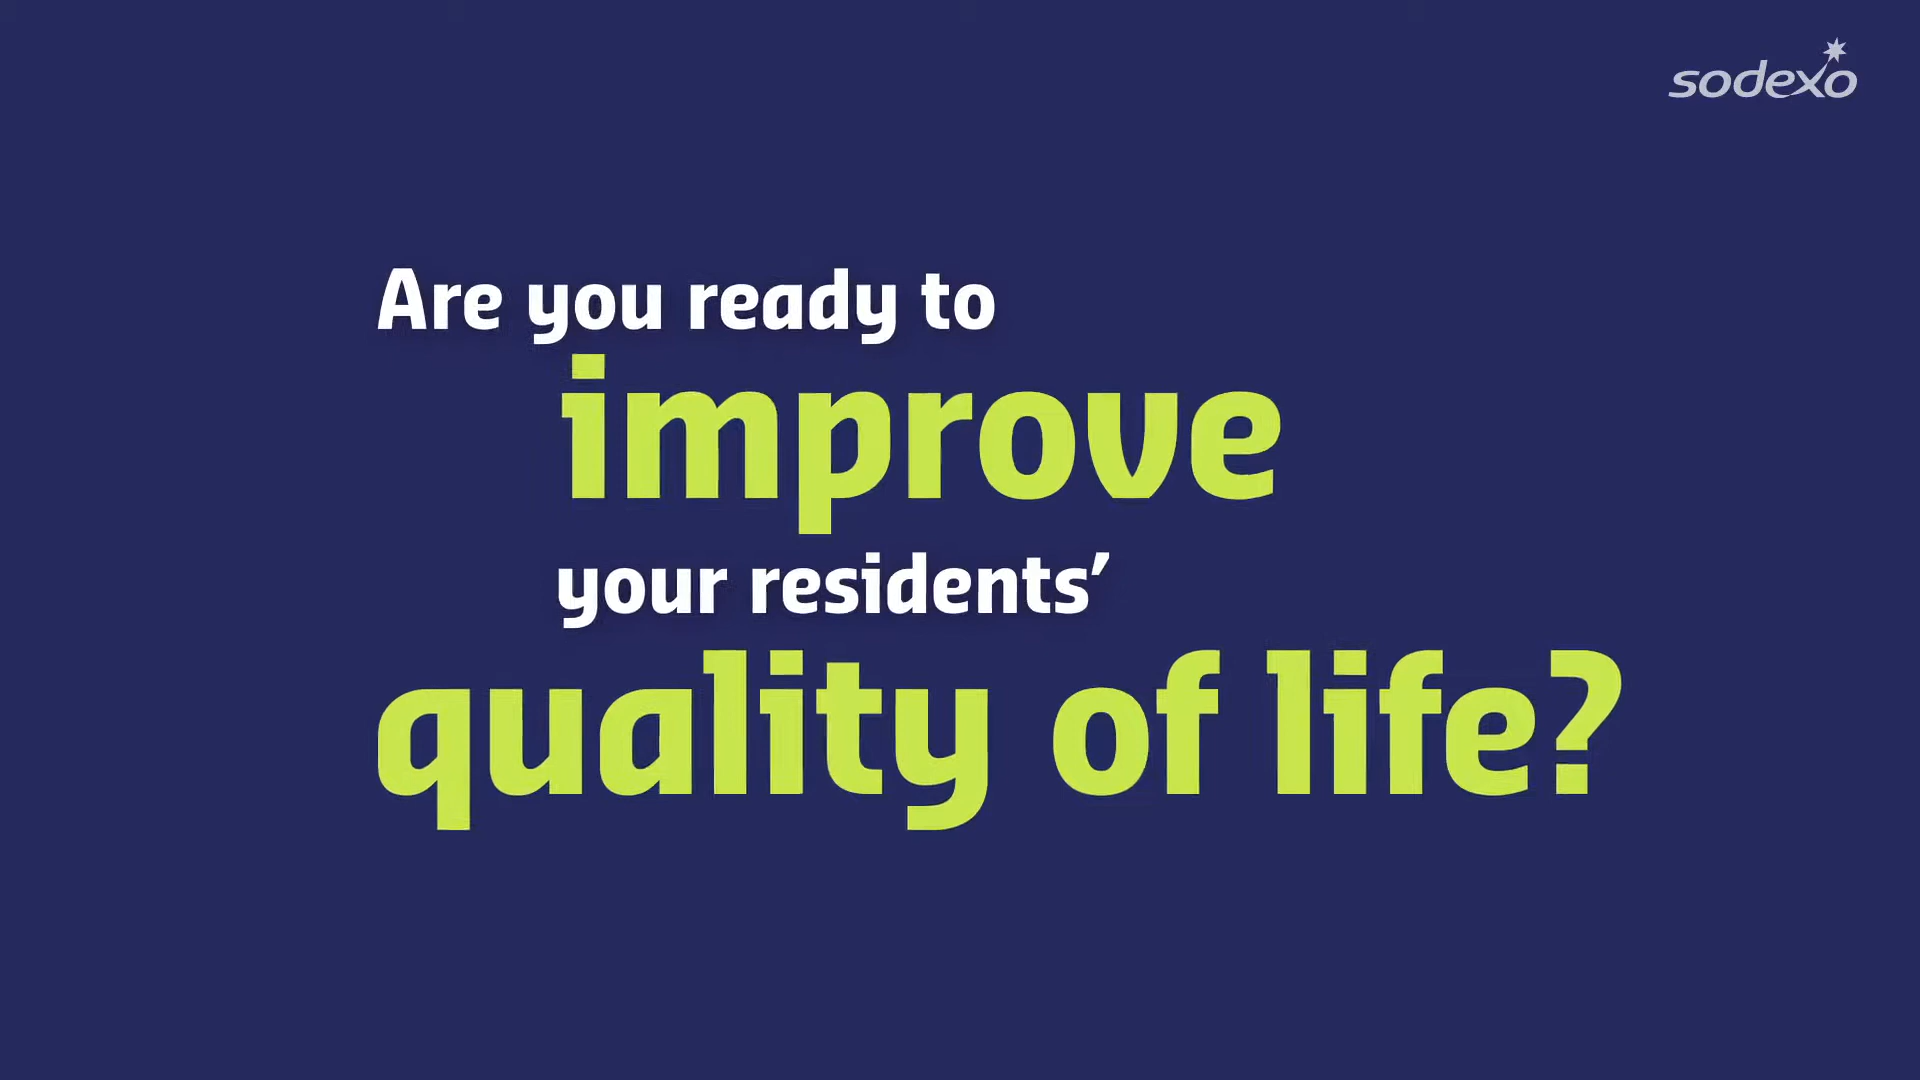 sodexo
Are you ready to
improve
your residents’
quality of life?